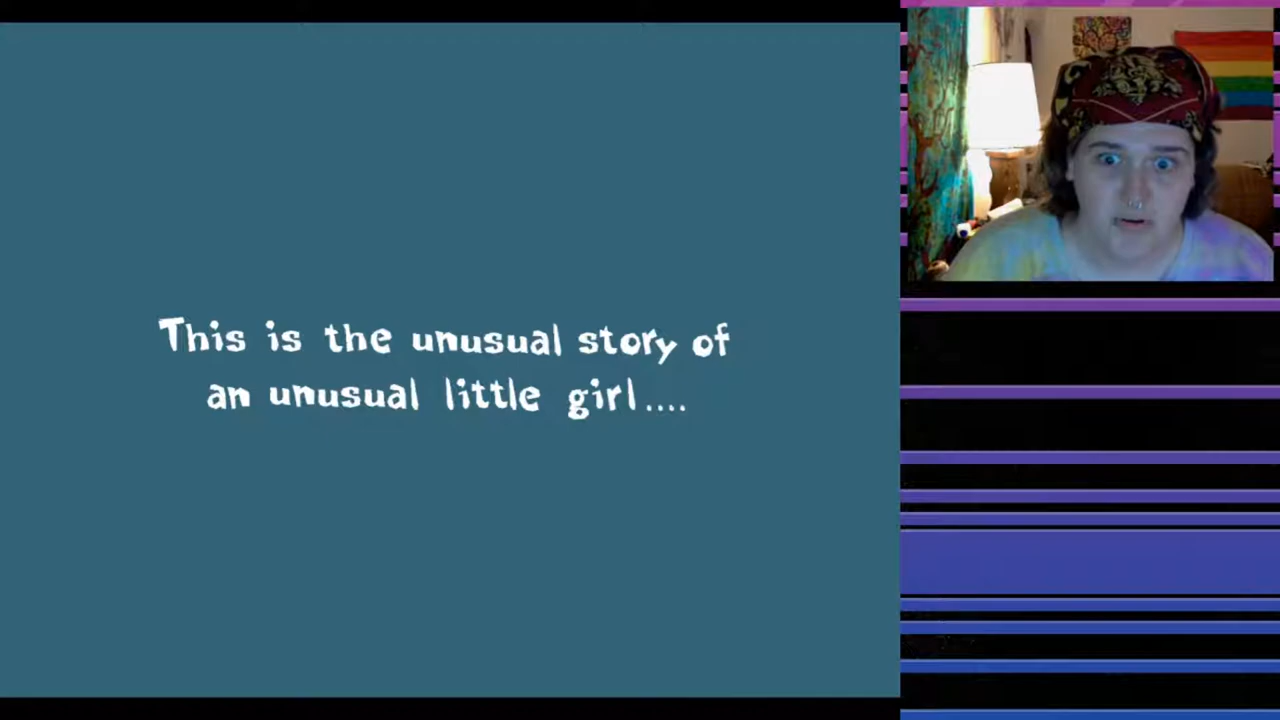 This is the unusual story of
an unusual little girl....